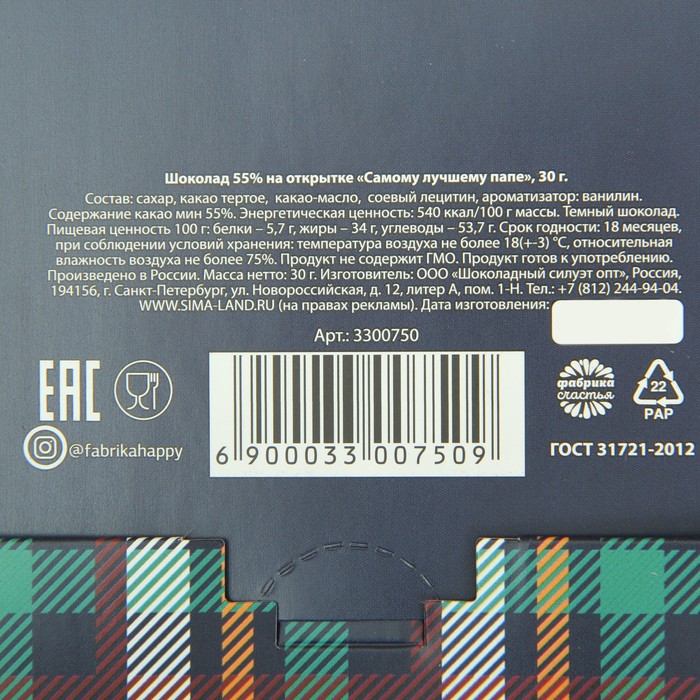 Шоколад 55% на открытке «Самому лучшему папе», 30 г.
Состав: сахар, какао тертое, какао-масло, соевый лецитин, ароматизатор: ванилин.
Содержание какао мин 55%. Энергетическая ценность: 540 ккал/100 г массы. Темный шоколад.
Пищевая ценность 100 г: белки – 5,7 г, жиры – 34 г, углеводы – 53,7 г. Срок годности: 18 месяцев,
при соблюдении условий хранения: температура воздуха не более 18(+-3) °С, относительная
влажность воздуха не более 75%. Продукт не содержит ГМО. Продукт готов к употреблению.
Произведено в России. Масса нетто: 30 г. Изготовитель: ООО «Шоколадный силуэт опт», Россия,
194156, г. Санкт-Петербург, ул. Новороссийская, д. 12, литер А, пом. 1-Н. Тел.: +7 (812) 244-94-04.
WWW.SIMA-LAND.RU (на правах рекламы). Дата изготовления:
Арт.: 3300750
EAC
фабрика
счастья
22
PAP
@fabrikahappy
6 900033 007509
ГОСТ 31721-2012